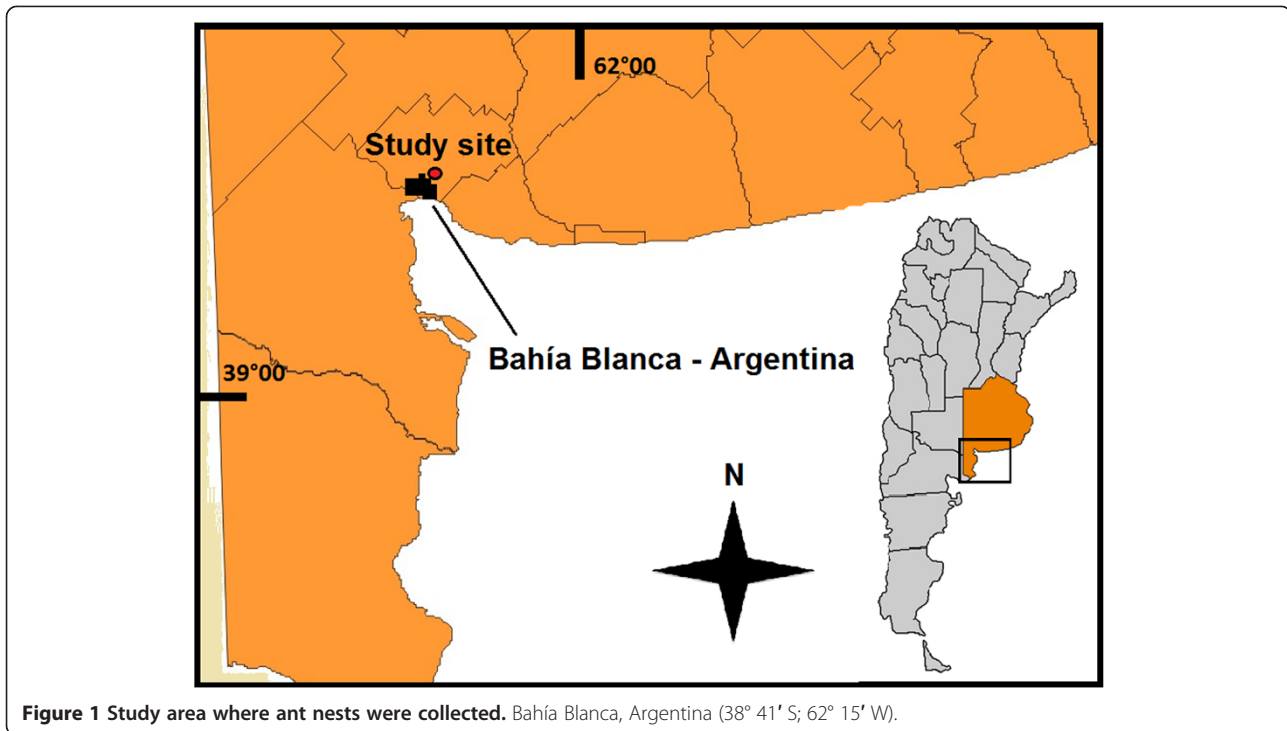 62°00
Study site
Bahía Blanca - Argentina
39°00
N
Figure 1 Study area where ant nests were collected. Bahía Blanca, Argentina (38° 41′ S; 62° 15′ W).